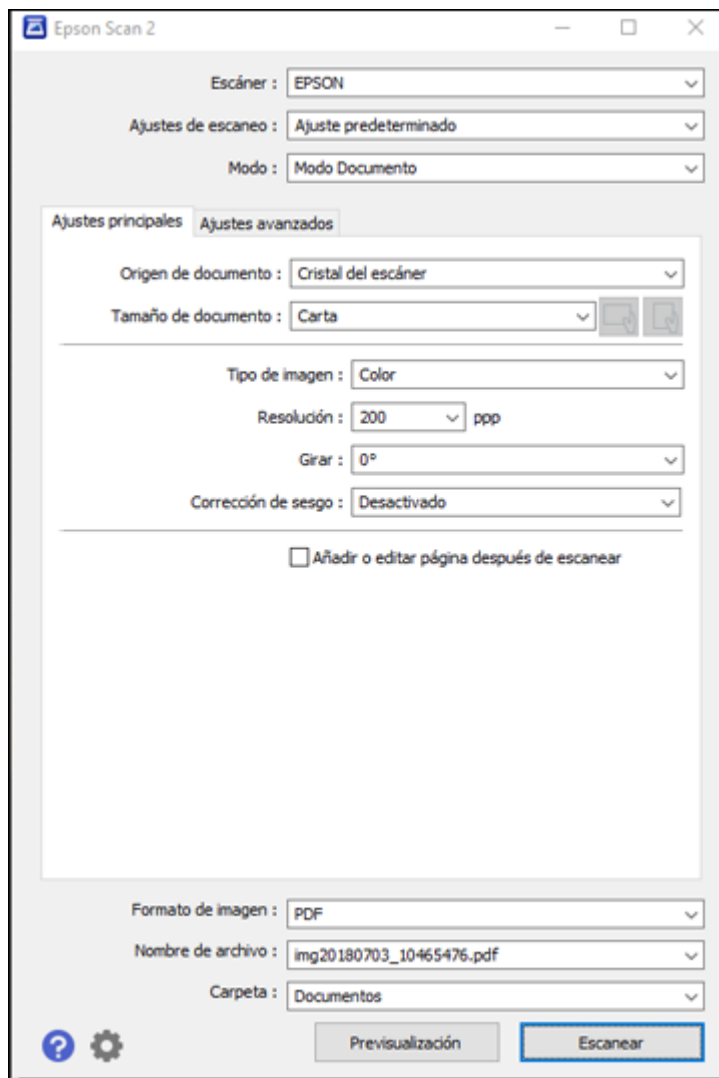 Epson Scan 2
Escáner : EPSON
Ajustes de escaneo : Ajuste predeterminado
Modo : Modo Documento
Ajustes principales Ajustes avanzados
Origen de documento : Cristal del escáner
Tamaño de documento : Carta
Tipo de imagen : Color
Resolución : 200 ppp
Girar : 0°
Corrección de sesgo : Desactivado
Añadir o editar página después de escanear
Formato de imagen : PDF
Nombre de archivo : img20180703_10465476.pdf
Carpeta : Documentos
? Previsualización Escanear